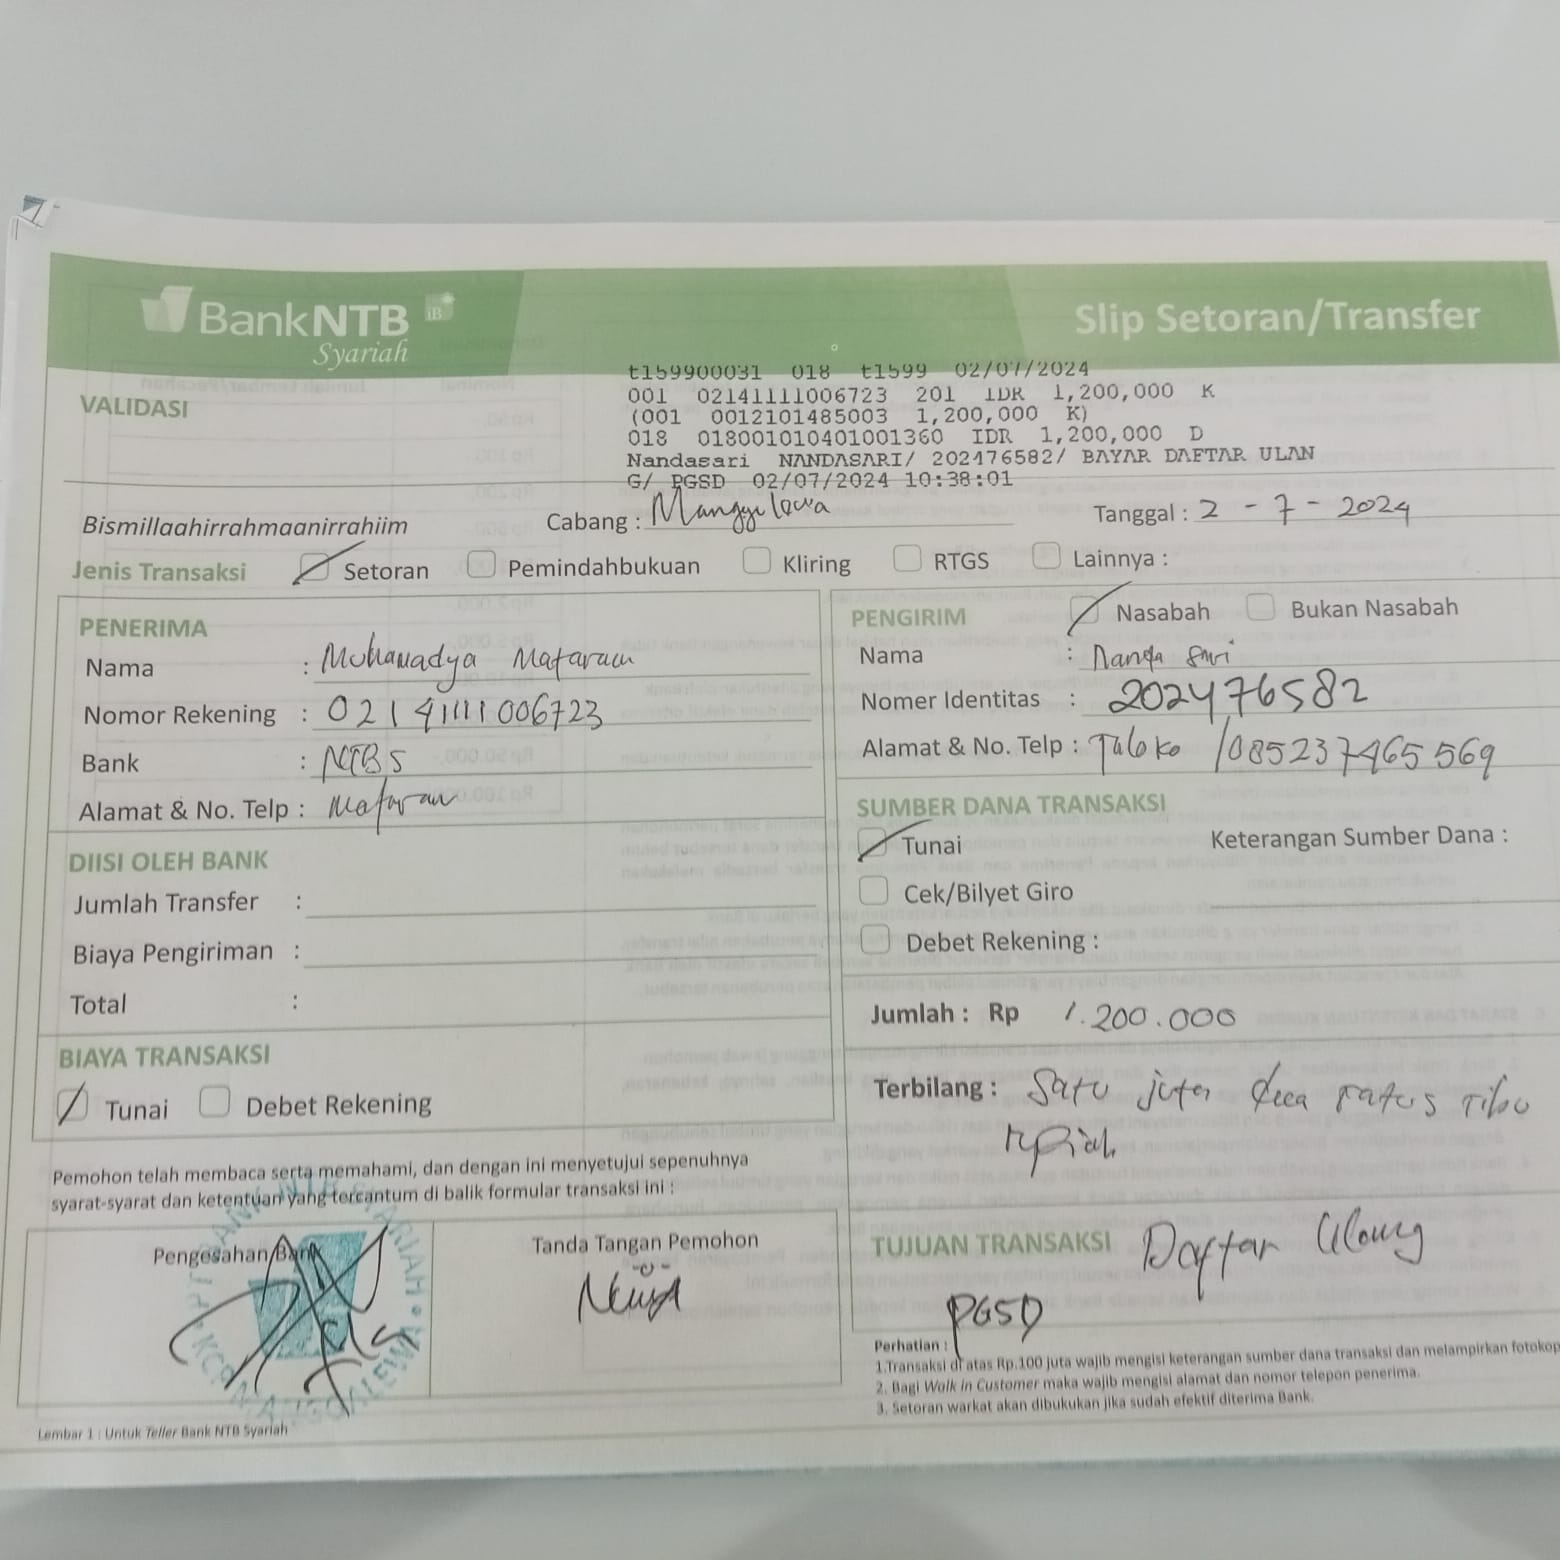 BankNTB iB
Syariah
Slip Setoran/Transfer
VALIDASI
t159900031 018 t1599 02/07/2024
001 02141111006723 201 IDR 1,200,000 K
(001 0012101485003 1,200,000 K)
018 018001010401001360 IDR 1,200,000 D
Nandasari NANDASARI/ 202476582/ BAYAR DAFTAR ULAN
G/ PGSD 02/07/2024 10:38:01
Bismillaahirrahmaanirrahiim Cabang : Manggelewa Tanggal : 2 - 7 - 2024
Jenis Transaksi Setoran Pemindahbukuan Kliring RTGS Lainnya :
PENERIMA
Nama : Muhamadya Mataram
Nomor Rekening : 02141111006723
Bank : NTBS
Alamat & No. Telp : Mataram
DIISI OLEH BANK
Jumlah Transfer :
Biaya Pengiriman :
Total :
BIAYA TRANSAKSI
Tunai Debet Rekening
PENGIRIM Nasabah Bukan Nasabah
Nama : Nanda Sari
Nomer Identitas : 202476582
Alamat & No. Telp : Taloko /085237465569
SUMBER DANA TRANSAKSI
Tunai Keterangan Sumber Dana :
Cek/Bilyet Giro
Debet Rekening :
Jumlah : Rp 1.200.000
Terbilang : Satu juta dua ratus ribu
rupiah
TUJUAN TRANSAKSI Daftar Ulang
PGSD
Pemohon telah membaca serta memahami, dan dengan ini menyetujui sepenuhnya
syarat-syarat dan ketentuan yang tercantum di balik formular transaksi ini :
Pengesahan Bank
Tanda Tangan Pemohon
Perhatian :
1.Transaksi di atas Rp.100 juta wajib mengisi keterangan sumber dana transaksi dan melampirkan fotokop
2. Bagi Walk in Customer maka wajib mengisi alamat dan nomor telepon penerima.
3. Setoran warkat akan dibukukan jika sudah efektif diterima Bank.
Lembar 1 : Untuk Teller Bank NTB Syariah